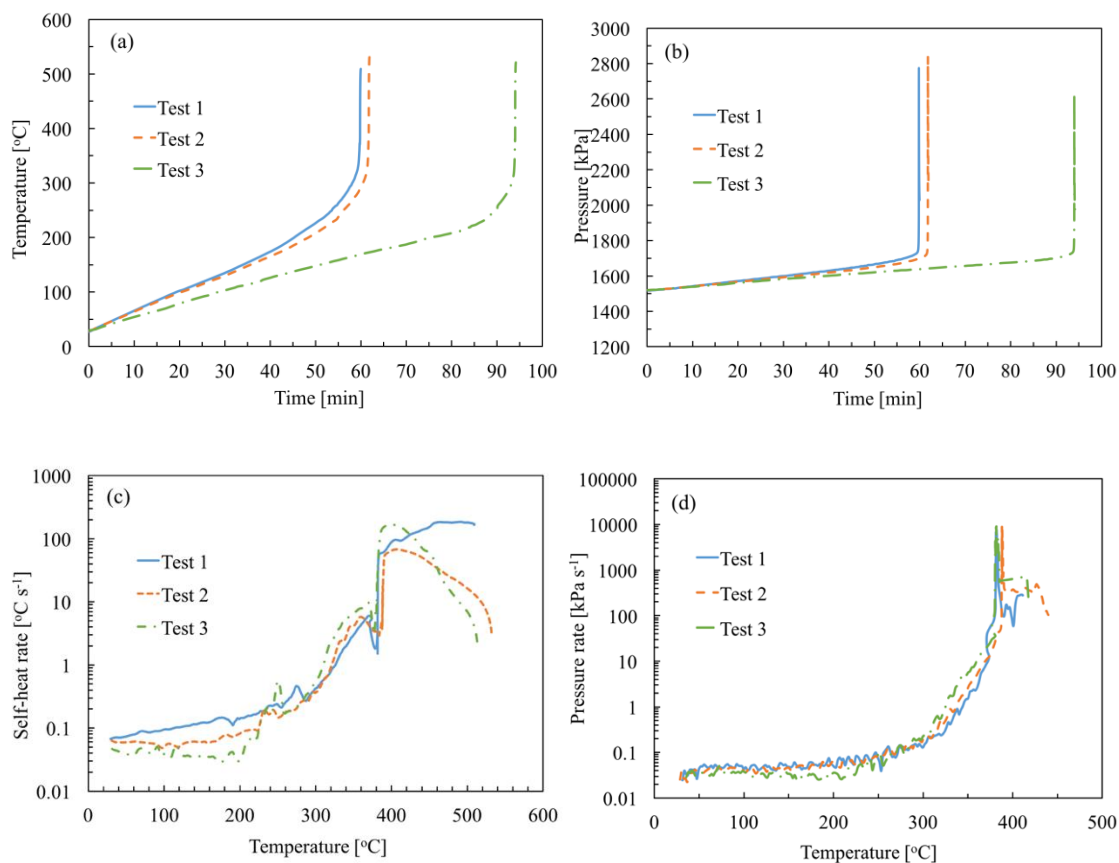 (a)
600
500
400
300
200
100
0
Temperature [ºC]
Test 1
Test 2
Test 3
0 10 20 30 40 50 60 70 80 90 100
Time [min]
(b)
3000
2800
2600
2400
2200
2000
1800
1600
1400
1200
Pressure [kPa]
Test 1
Test 2
Test 3
0 10 20 30 40 50 60 70 80 90 100
Time [min]
(c)
1000
100
10
1
0.1
0.01
Self-heat rate [ºC s⁻¹]
Test 1
Test 2
Test 3
0 100 200 300 400 500 600
Temperature [ºC]
(d)
100000
10000
1000
100
10
1
0.1
0.01
Pressure rate [kPa s⁻¹]
Test 1
Test 2
Test 3
0 100 200 300 400 500
Temperature [ºC]